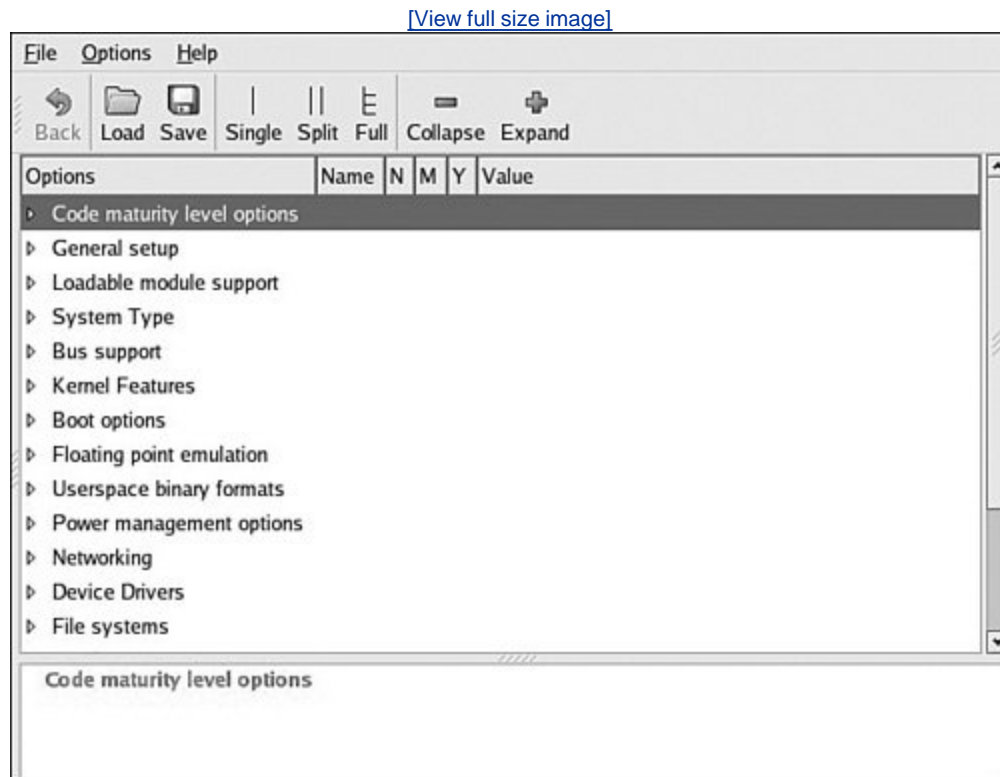 [View full size image]
File Options Help
Back Load Save Single Split Full Collapse Expand
Options Name N M Y Value
Code maturity level options
General setup
Loadable module support
System Type
Bus support
Kernel Features
Boot options
Floating point emulation
Userspace binary formats
Power management options
Networking
Device Drivers
File systems
Code maturity level options